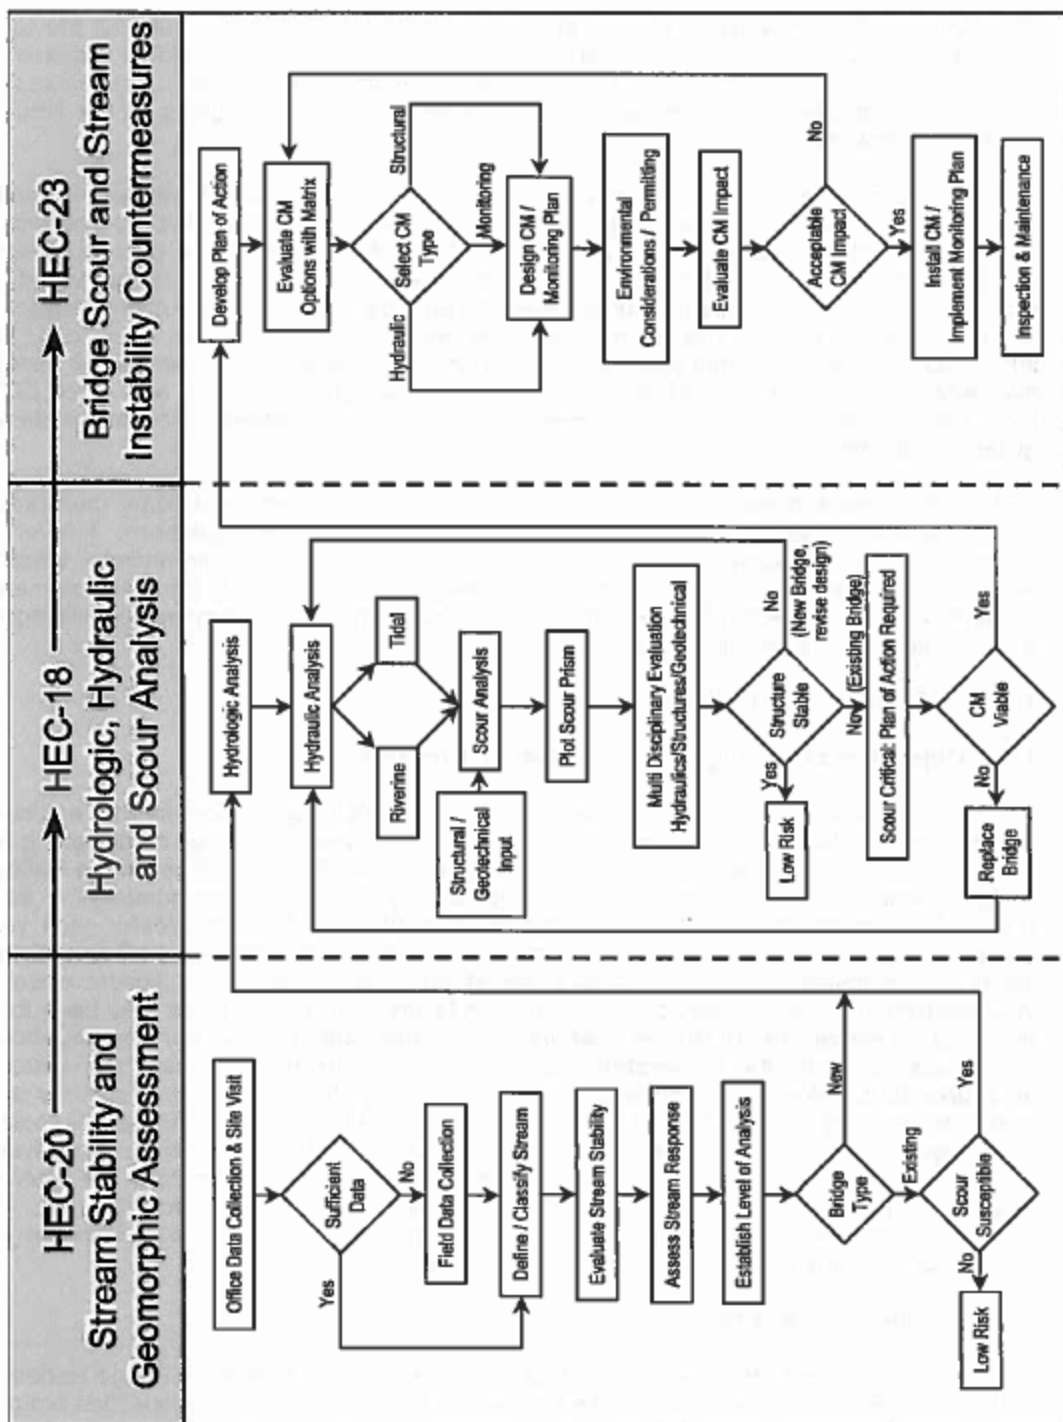 HEC-20
HEC-18
HEC-23
Stream Stability and
Geomorphic Assessment
Hydrologic, Hydraulic
and Scour Analysis
Bridge Scour and Stream
Instability Countermeasures
Office Data Collection & Site Visit
Sufficient
Data
Yes
No
Field Data Collection
Define / Classify Stream
Evaluate Stream Stability
Assess Stream Response
Establish Level of Analysis
Bridge
Type
New
Existing
Scour
Susceptible
No
Yes
Low Risk
Hydrologic Analysis
Hydraulic Analysis
Riverine
Tidal
Structural /
Geotechnical
Input
Scour Analysis
Plot Scour Prism
Multi Disciplinary Evaluation
Hydraulics/Structures/Geotechnical
Structure
Stable
Yes
No
(New Bridge,
revise design)
Low Risk
No
(Existing Bridge)
Scour Critical: Plan of Action Required
CM
Viable
No
Yes
Replace
Bridge
Develop Plan of Action
Evaluate CM
Options with Matrix
Select CM
Type
Hydraulic
Structural
Monitoring
Design CM /
Monitoring Plan
Environmental
Considerations / Permitting
Evaluate CM Impact
Acceptable
CM Impact
No
Yes
Install CM /
Implement Monitoring Plan
Inspection & Maintenance